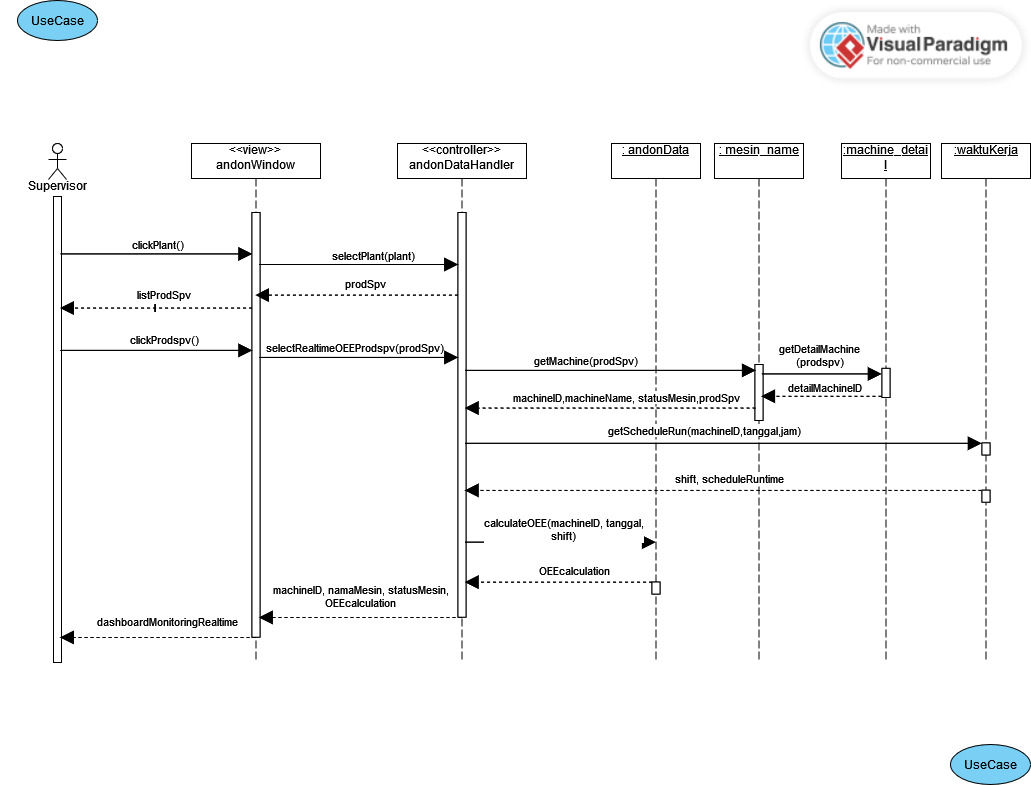 UseCase
Made with
Visual Paradigm
For non-commercial use
<<view>>
andonWindow
<<controller>>
andonDataHandler
: andonData
: mesin_name
:machine_detai
l
:waktuKerja
Supervisor
clickPlant()
selectPlant(plant)
prodSpv
listProdSpv
clickProdspv()
selectRealtimeOEEProdspv(prodSpv)
getMachine(prodSpv)
getDetailMachine
(prodspv)
detailMachineID
machineID,machineName, statusMesin,prodSpv
getScheduleRun(machineID,tanggal,jam)
shift, scheduleRuntime
calculateOEE(machineID, tanggal,
shift)
OEEcalculation
machineID, namaMesin, statusMesin,
OEEcalculation
dashboardMonitoringRealtime
UseCase